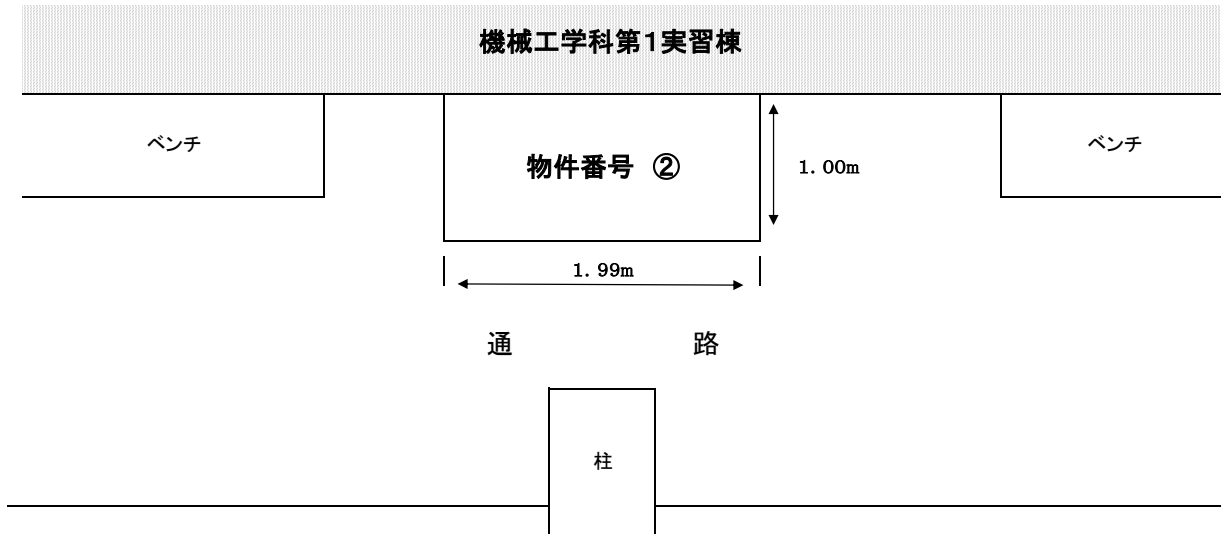 機械工学科第1実習棟
ベンチ
物件番号 ②
1.00m
ベンチ
1.99m
通 路
柱